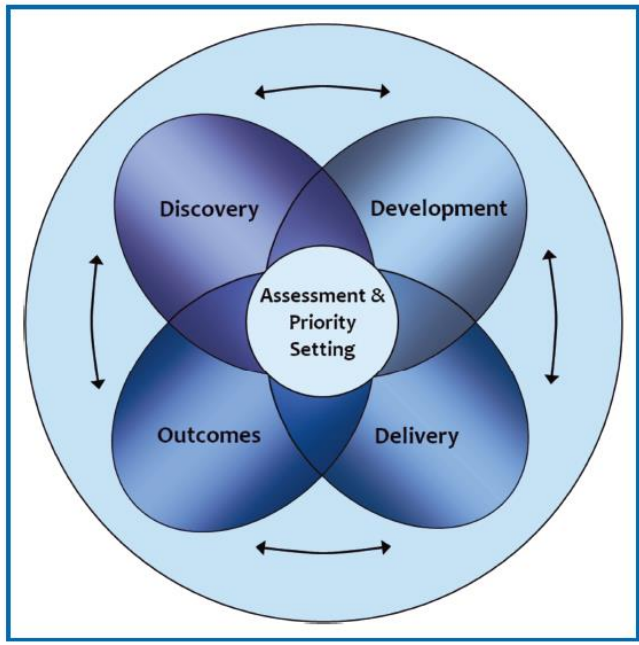 Discovery
Development
Assessment &
Priority
Setting
Outcomes
Delivery